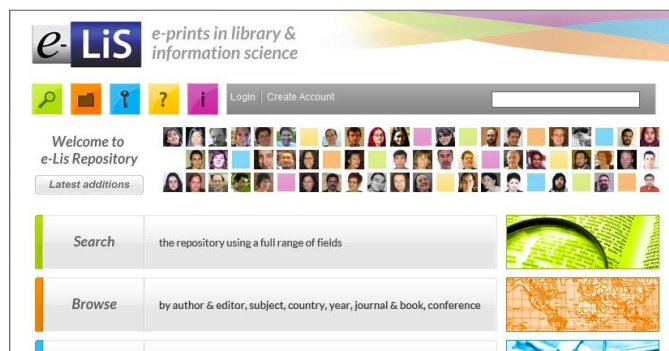 e-LiS
e-prints in library &
information science
?
i
Login | Create Account
Welcome to
e-Lis Repository
Latest additions
Search
the repository using a full range of fields
Browse
by author & editor, subject, country, year, journal & book, conference